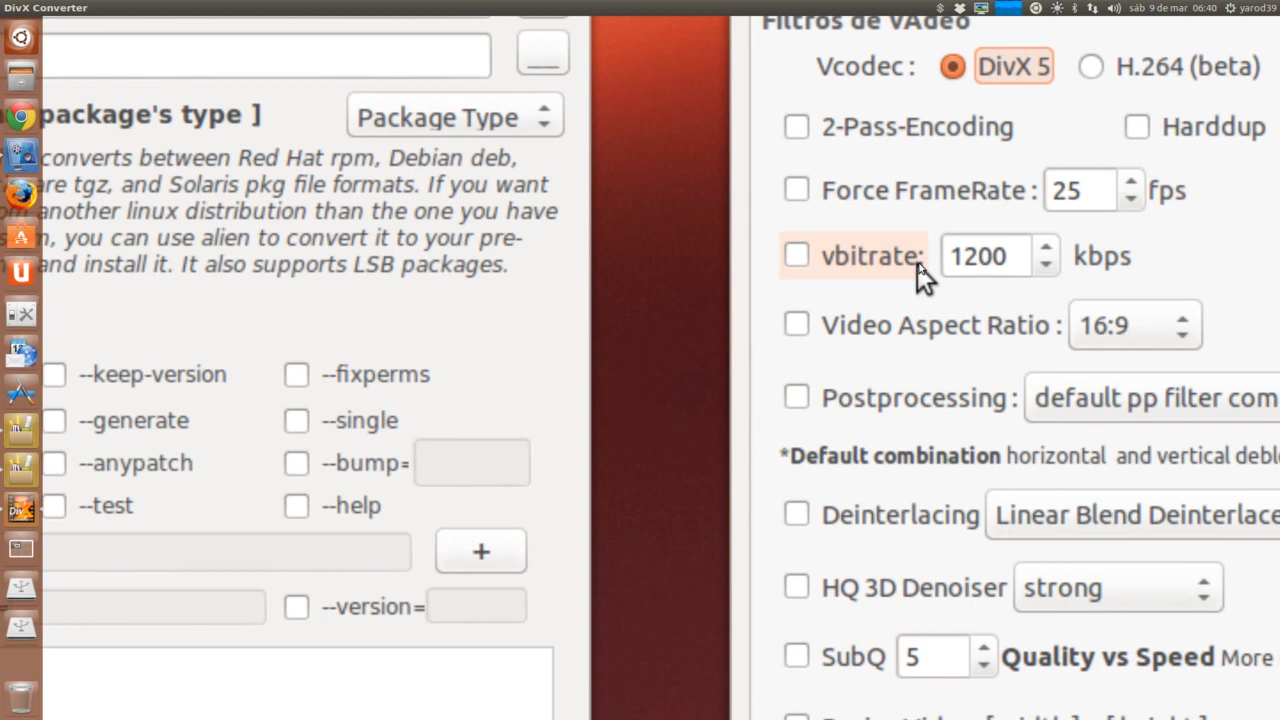 DivX Converter
sáb 9 de mar 06:40 yarod39
package's type ]
Package Type
converts between Red Hat rpm, Debian deb,
are tgz, and Solaris pkg file formats. If you want
another linux distribution than the one you have
m, you can use alien to convert it to your pre-
and install it. It also supports LSB packages.
--keep-version --fixperms
--generate --single
--anypatch --bump=
--test --help
+
--version=
Filtros de VÃdeo
Vcodec : DivX 5 H.264 (beta)
2-Pass-Encoding Harddup
Force FrameRate : 25 fps
vbitrate: 1200 kbps
Video Aspect Ratio : 16:9
Postprocessing : default pp filter com
*Default combination horizontal and vertical debl
Deinterlacing Linear Blend Deinterlace
HQ 3D Denoiser strong
SubQ 5 Quality vs Speed More